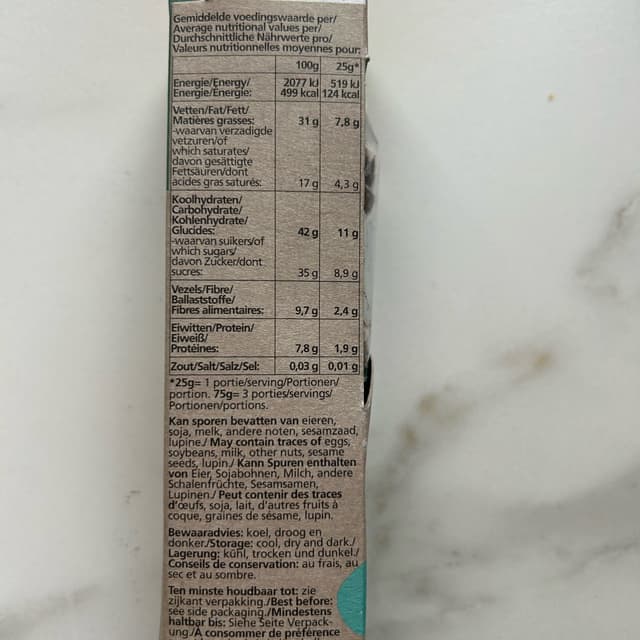 Gemiddelde voedingswaarde per/
Average nutritional values per/
Durchschnittliche Nährwerte pro/
Valeurs nutritionnelles moyennes pour:
100g 25g*
Energie/Energy/ 2077 kJ 519 kJ
Energie/Énergie: 499 kcal 124 kcal
Vetten/Fat/Fett/
Matières grasses: 31 g 7,8 g
-waarvan verzadigde
vetzuren/of
which saturates/
davon gesättigte
Fettsäuren/dont
acides gras saturés: 17 g 4,3 g
Koolhydraten/
Carbohydrate/
Kohlenhydrate/
Glucides: 42 g 11 g
-waarvan suikers/of
which sugars/
davon Zucker/dont
sucres: 35 g 8,9 g
Vezels/Fibre/
Ballaststoffe/
Fibres alimentaires: 9,7 g 2,4 g
Eiwitten/Protein/
Eiweiß/
Protéines: 7,8 g 1,9 g
Zout/Salt/Salz/Sel: 0,03 g 0,01 g
*25g= 1 portie/serving/Portionen/
portion. 75g= 3 porties/servings/
Portionen/portions.
Kan sporen bevatten van eieren,
soja, melk, andere noten, sesamzaad,
lupine./ May contain traces of eggs,
soybeans, milk, other nuts, sesame
seeds, lupin./ Kann Spuren enthalten
von Eier, Sojabohnen, Milch, andere
Schalenfrüchte, Sesamsamen,
Lupinen./ Peut contenir des traces
d'œufs, soja, lait, d'autres fruits à
coque, graines de sésame, lupin.
Bewaaradvies: koel, droog en
donker./Storage: cool, dry and dark./
Lagerung: kühl, trocken und dunkel./
Conseils de conservation: au frais, au
sec et au sombre.
Ten minste houdbaar tot: zie
zijkant verpakking./Best before:
see side packaging./Mindestens
haltbar bis: Siehe Seite Verpack-
ung./À consommer de préférence